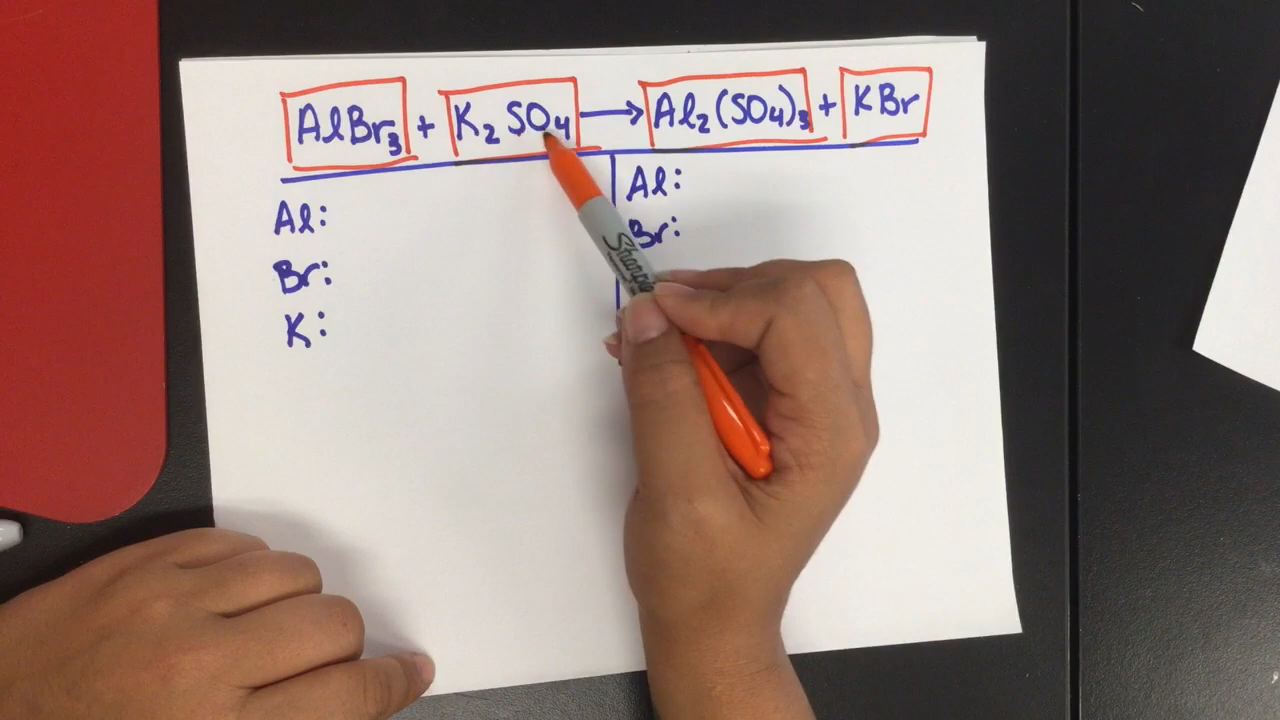 AlBr₃ + K₂SO₄ → Al₂(SO₄)₃ + KBr
Al: Al:
Br: Br:
K:
Sharpie